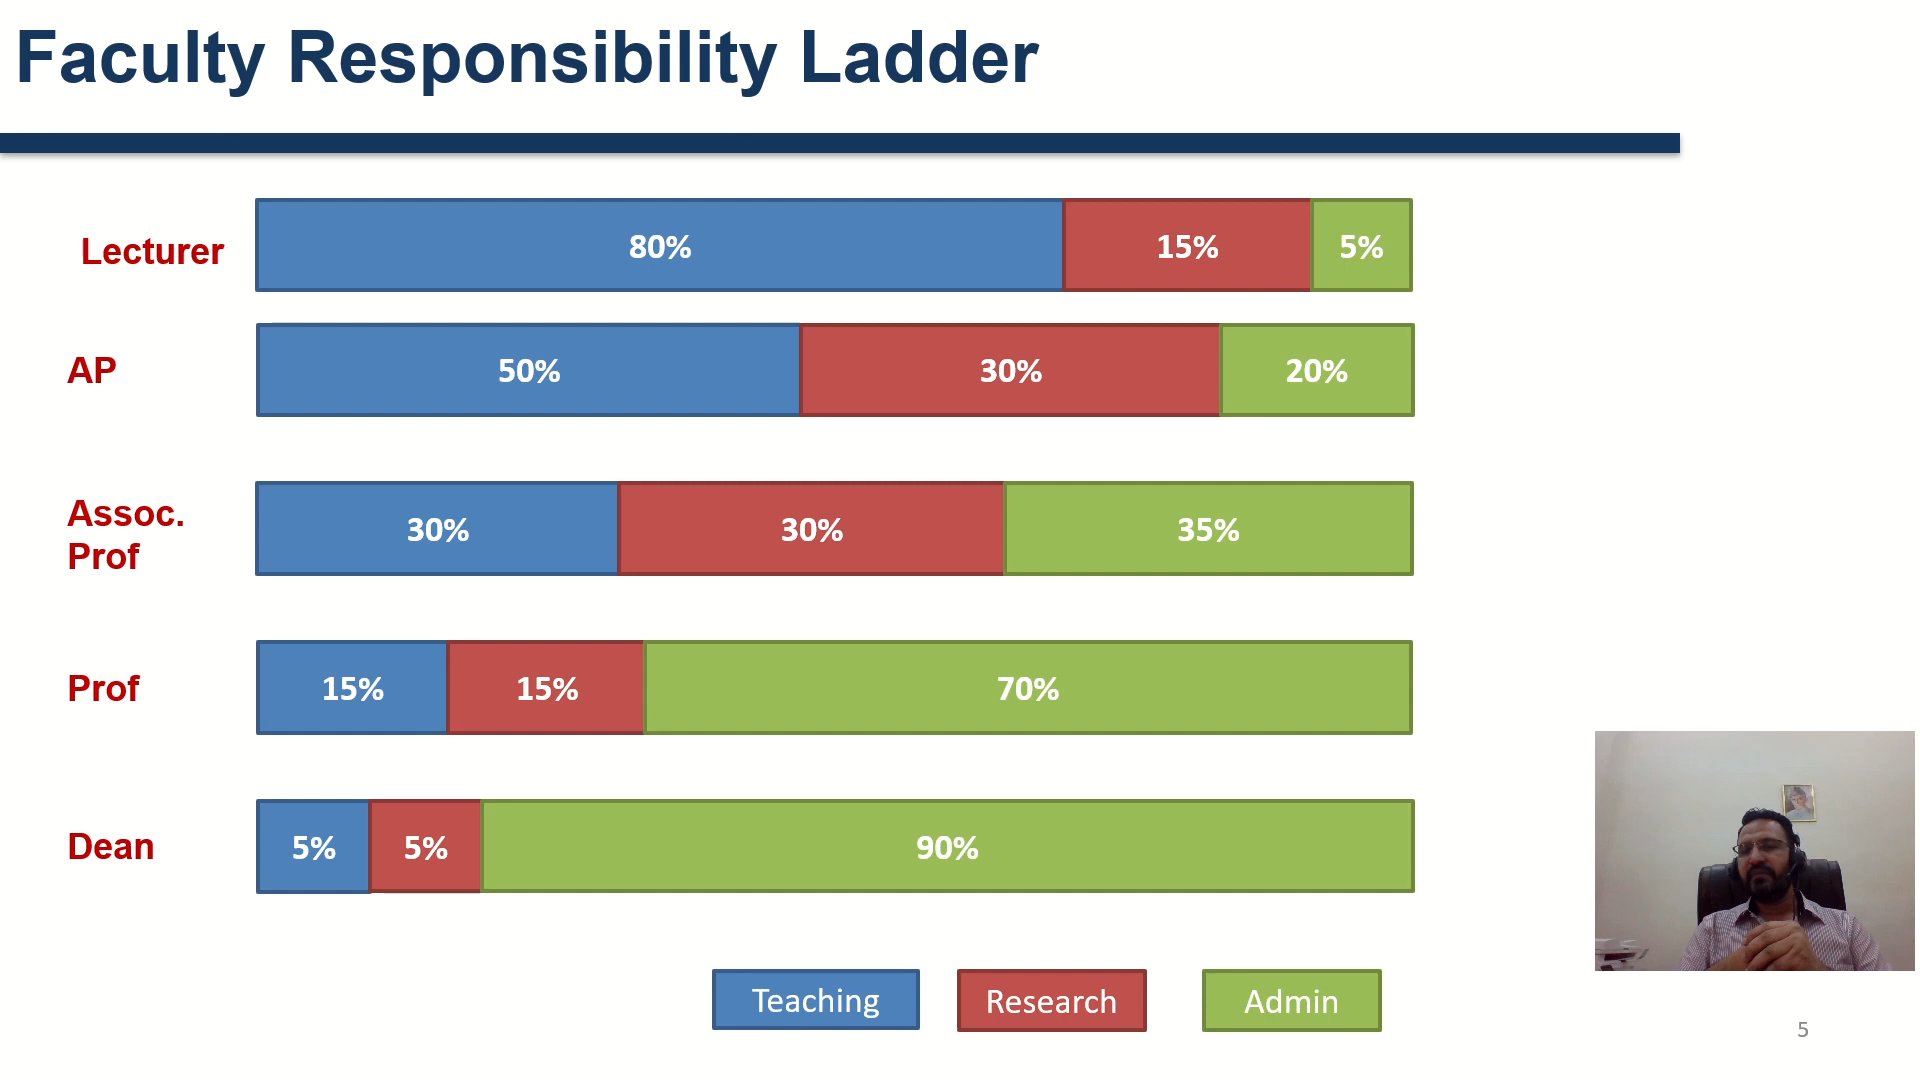 Faculty Responsibility Ladder
Lecturer 80% 15% 5%
AP 50% 30% 20%
Assoc.
Prof 30% 30% 35%
Prof 15% 15% 70%
Dean 5% 5% 90%
Teaching Research Admin
5